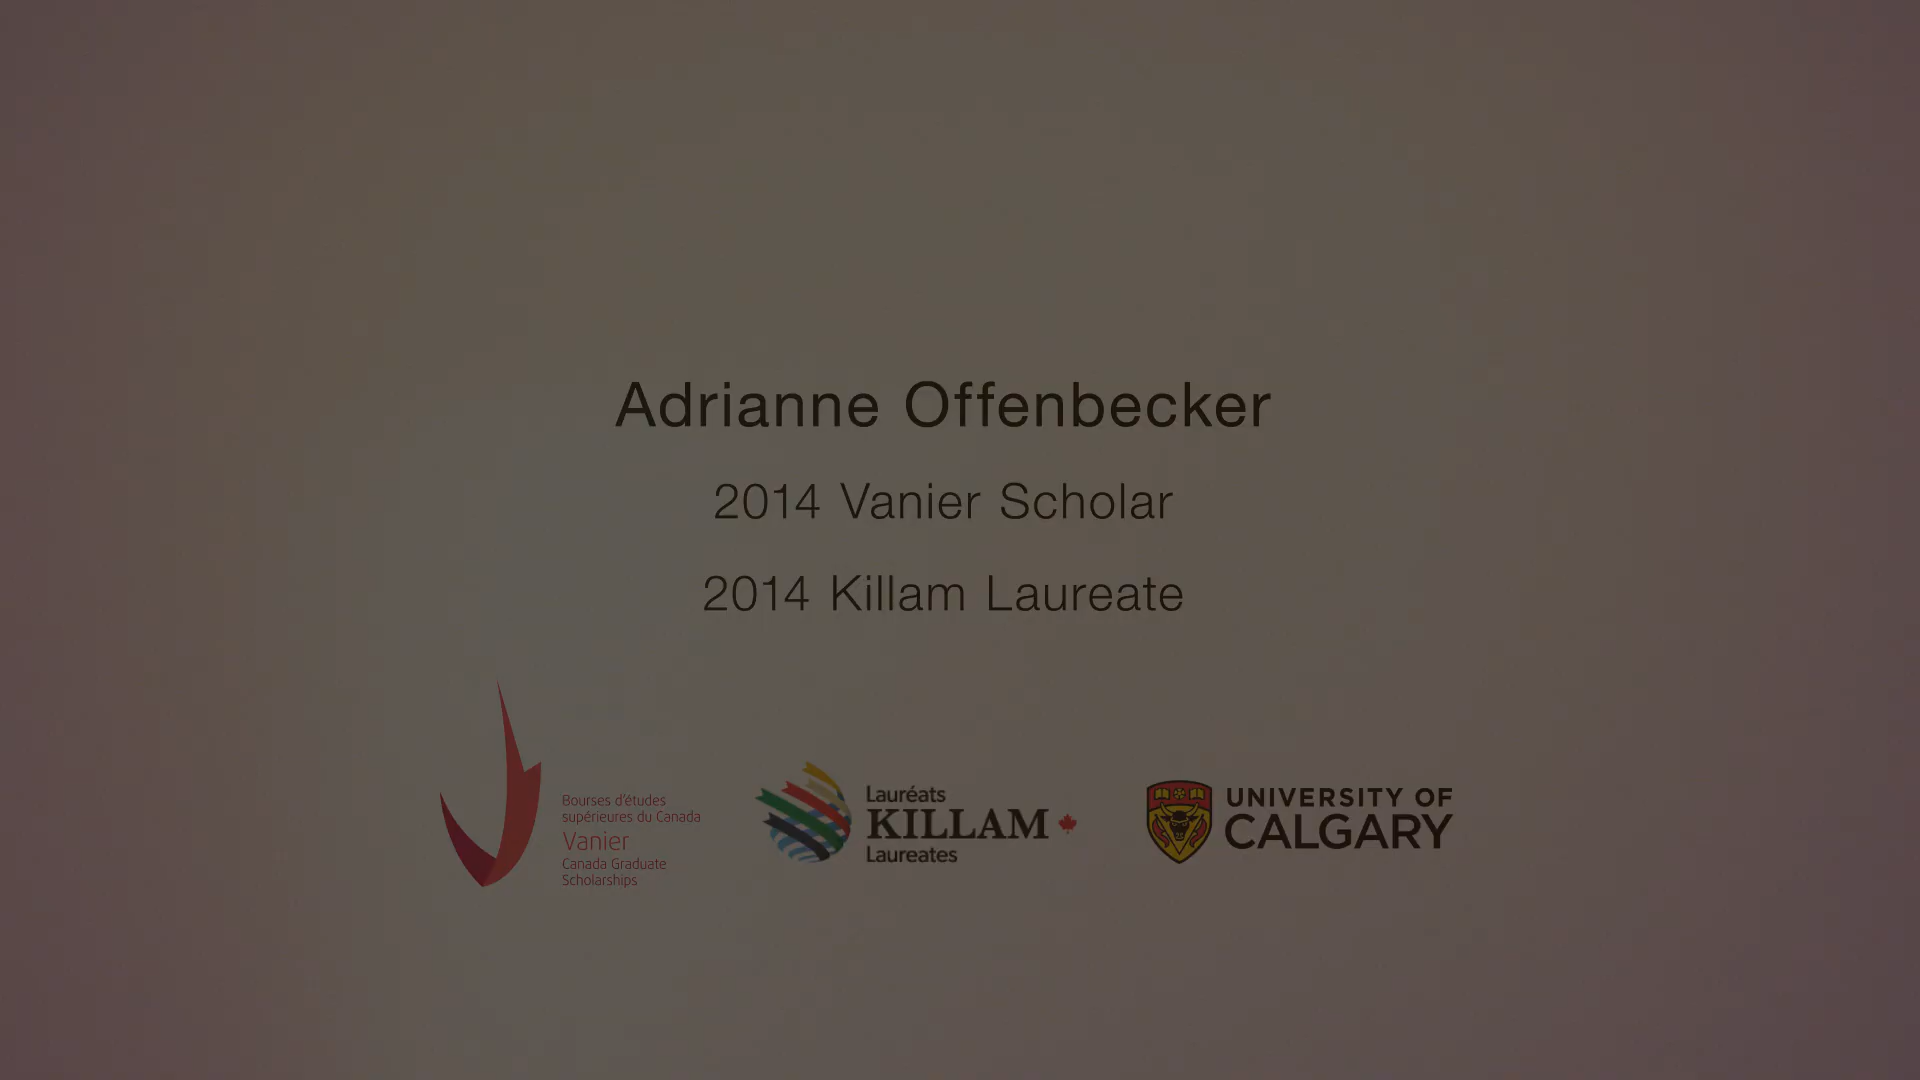 Adrianne Offenbecker
2014 Vanier Scholar
2014 Killam Laureate
Bourses d'études
supérieures du Canada
Vanier
Canada Graduate
Scholarships
Lauréats
KILLAM
Laureates
UNIVERSITY OF
CALGARY